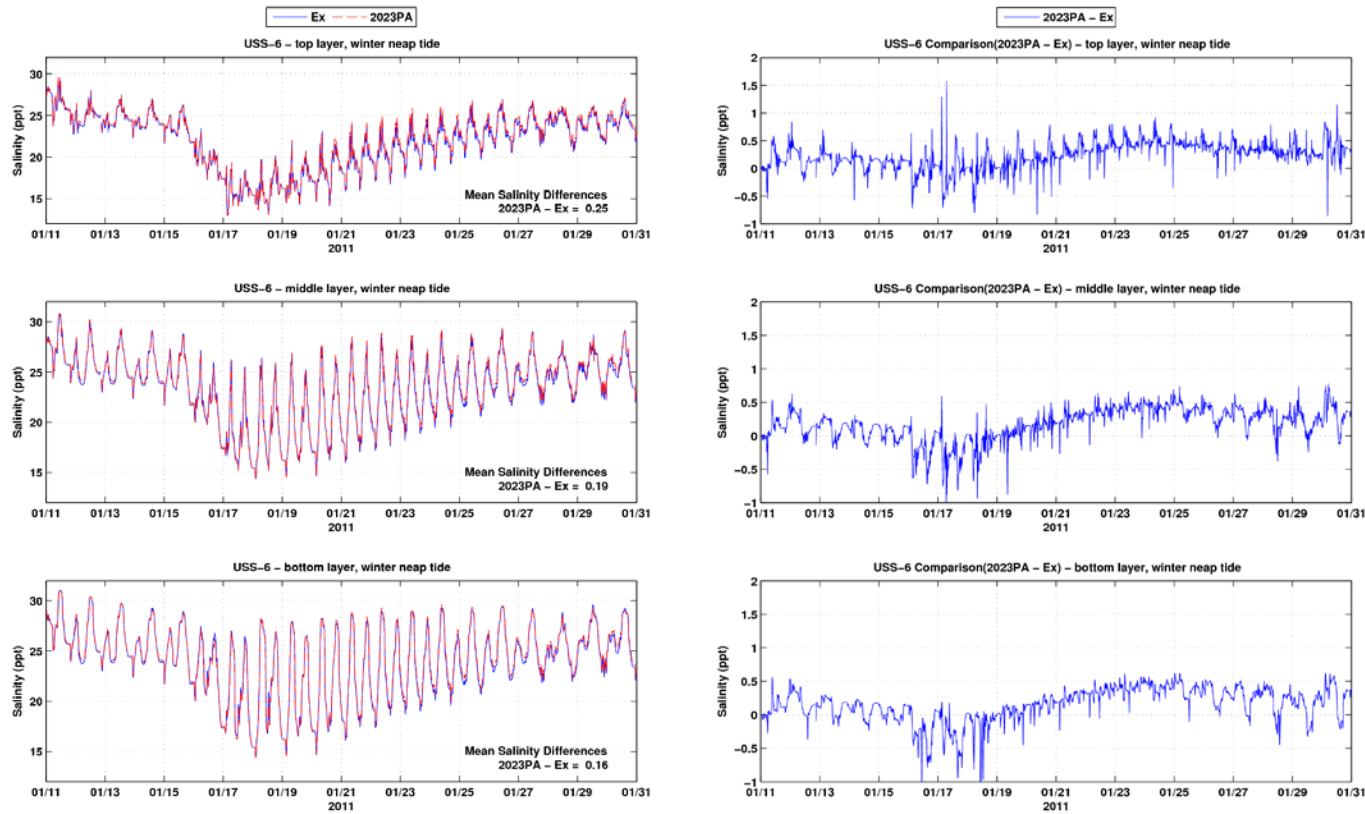 Ex 2023PA
USS-6 - top layer, winter neap tide
30
25
20
15
Salinity (ppt)
Mean Salinity Differences
2023PA - Ex = 0.25
01/11 01/13 01/15 01/17 01/19 01/21 01/23 01/25 01/27 01/29 01/31
2011
USS-6 - middle layer, winter neap tide
30
25
20
15
Salinity (ppt)
Mean Salinity Differences
2023PA - Ex = 0.19
01/11 01/13 01/15 01/17 01/19 01/21 01/23 01/25 01/27 01/29 01/31
2011
USS-6 - bottom layer, winter neap tide
30
25
20
15
Salinity (ppt)
Mean Salinity Differences
2023PA - Ex = 0.16
01/11 01/13 01/15 01/17 01/19 01/21 01/23 01/25 01/27 01/29 01/31
2011
2023PA - Ex
USS-6 Comparison(2023PA - Ex) - top layer, winter neap tide
2
1.5
1
0.5
0
-0.5
-1
Salinity (ppt)
01/11 01/13 01/15 01/17 01/19 01/21 01/23 01/25 01/27 01/29 01/31
2011
USS-6 Comparison(2023PA - Ex) - middle layer, winter neap tide
2
1.5
1
0.5
0
-0.5
-1
Salinity (ppt)
01/11 01/13 01/15 01/17 01/19 01/21 01/23 01/25 01/27 01/29 01/31
2011
USS-6 Comparison(2023PA - Ex) - bottom layer, winter neap tide
2
1.5
1
0.5
0
-0.5
-1
Salinity (ppt)
01/11 01/13 01/15 01/17 01/19 01/21 01/23 01/25 01/27 01/29 01/31
2011